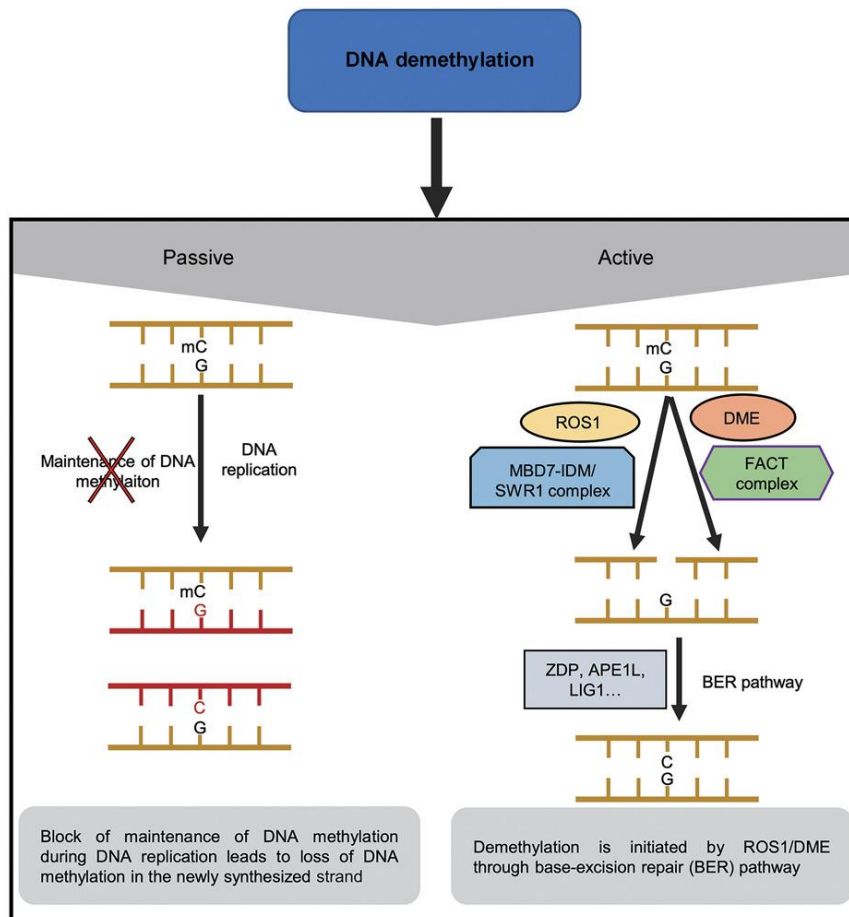 DNA demethylation
Passive
Active
mC
G
Maintenance of DNA
methylaiton
DNA
replication
mC
G
C
G
mC
G
ROS1
DME
MBD7-IDM/
SWR1 complex
FACT
complex
G
ZDP, APE1L,
LIG1…
BER pathway
C
G
Block of maintenance of DNA methylation
during DNA replication leads to loss of DNA
methylation in the newly synthesized strand
Demethylation is initiated by ROS1/DME
through base-excision repair (BER) pathway